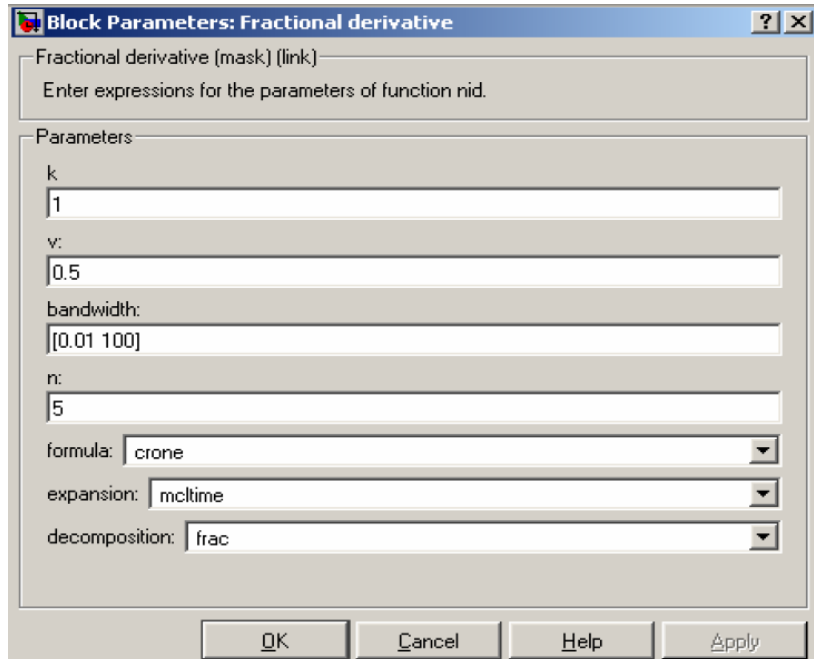 Block Parameters: Fractional derivative
Fractional derivative (mask) (link)
Enter expressions for the parameters of function nid.
Parameters
k
1
v:
0.5
bandwidth:
[0.01 100]
n:
5
formula: crone
expansion: mcltime
decomposition: frac
OK Cancel Help Apply